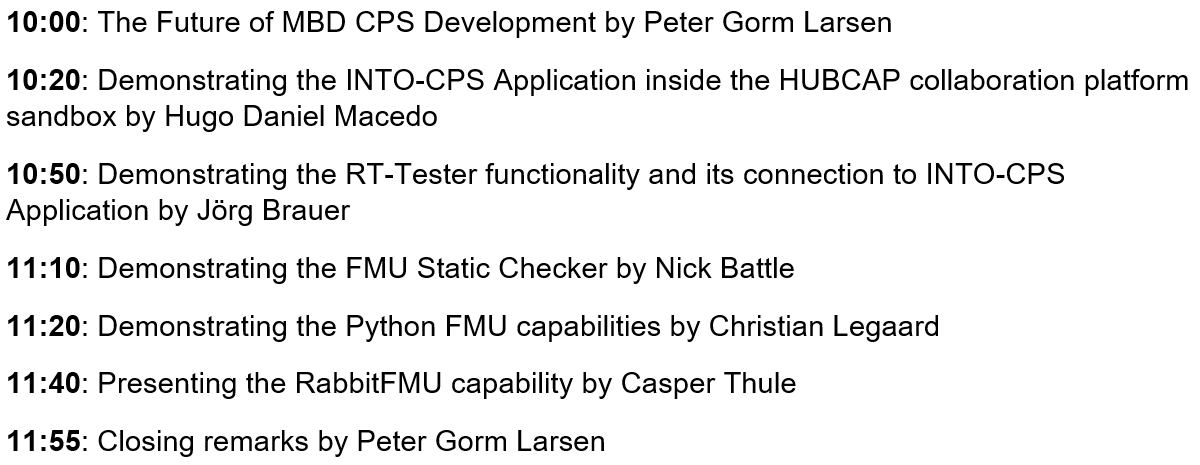 10:00: The Future of MBD CPS Development by Peter Gorm Larsen
10:20: Demonstrating the INTO-CPS Application inside the HUBCAP collaboration platform
sandbox by Hugo Daniel Macedo
10:50: Demonstrating the RT-Tester functionality and its connection to INTO-CPS
Application by Jörg Brauer
11:10: Demonstrating the FMU Static Checker by Nick Battle
11:20: Demonstrating the Python FMU capabilities by Christian Legaard
11:40: Presenting the RabbitFMU capability by Casper Thule
11:55: Closing remarks by Peter Gorm Larsen